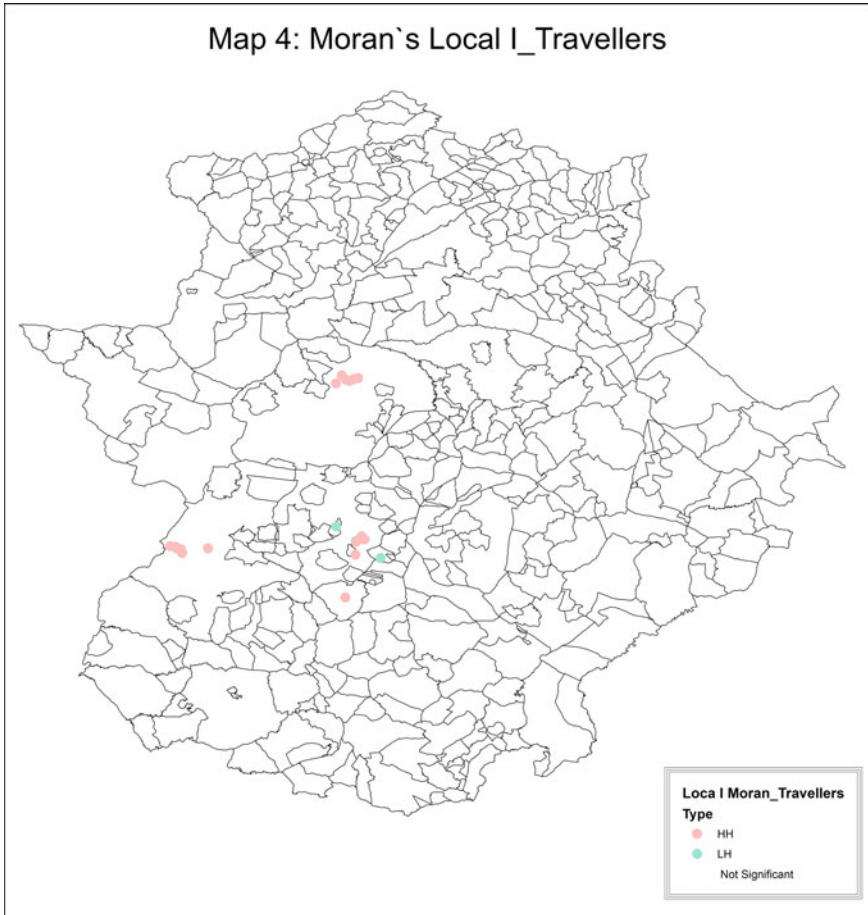 Map 4: Moran`s Local I_Travellers
Loca I Moran_Travellers
Type
HH
LH
Not Significant